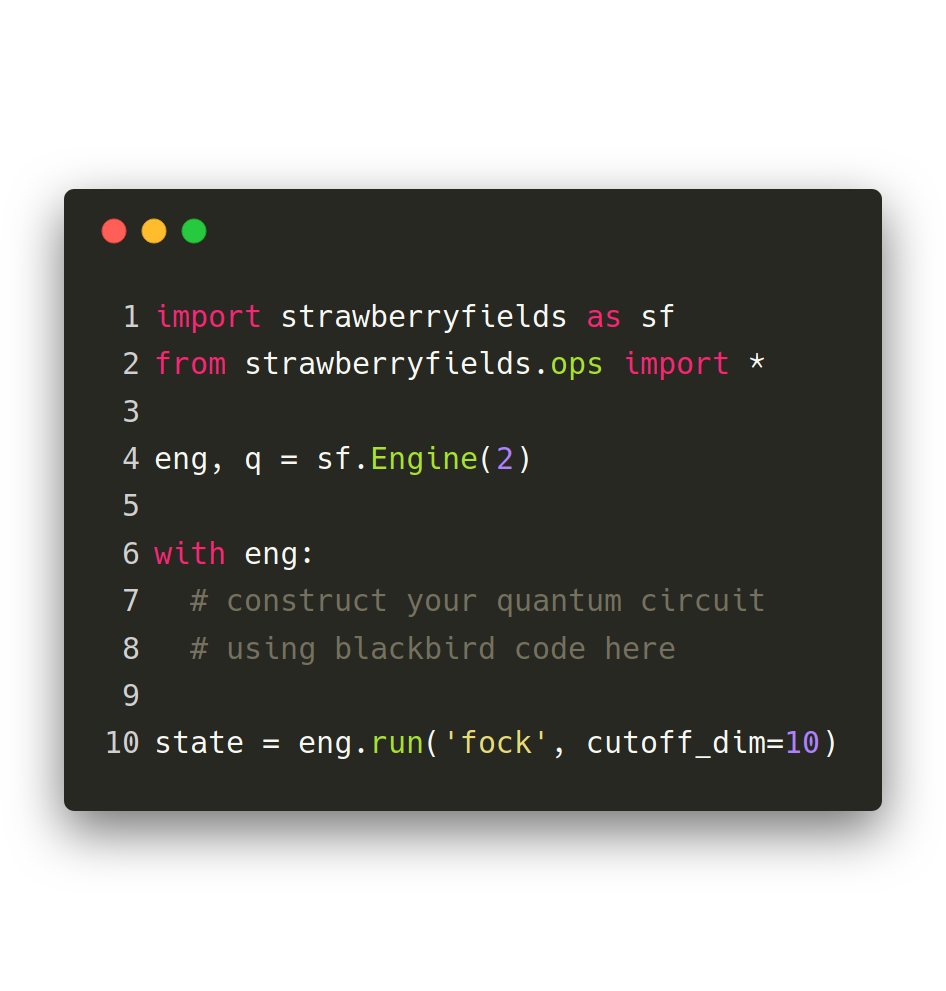 1 import strawberryfields as sf
2 from strawberryfields.ops import *
3
4 eng, q = sf.Engine(2)
5
6 with eng:
7   # construct your quantum circuit
8   # using blackbird code here
9
10 state = eng.run('fock', cutoff_dim=10)